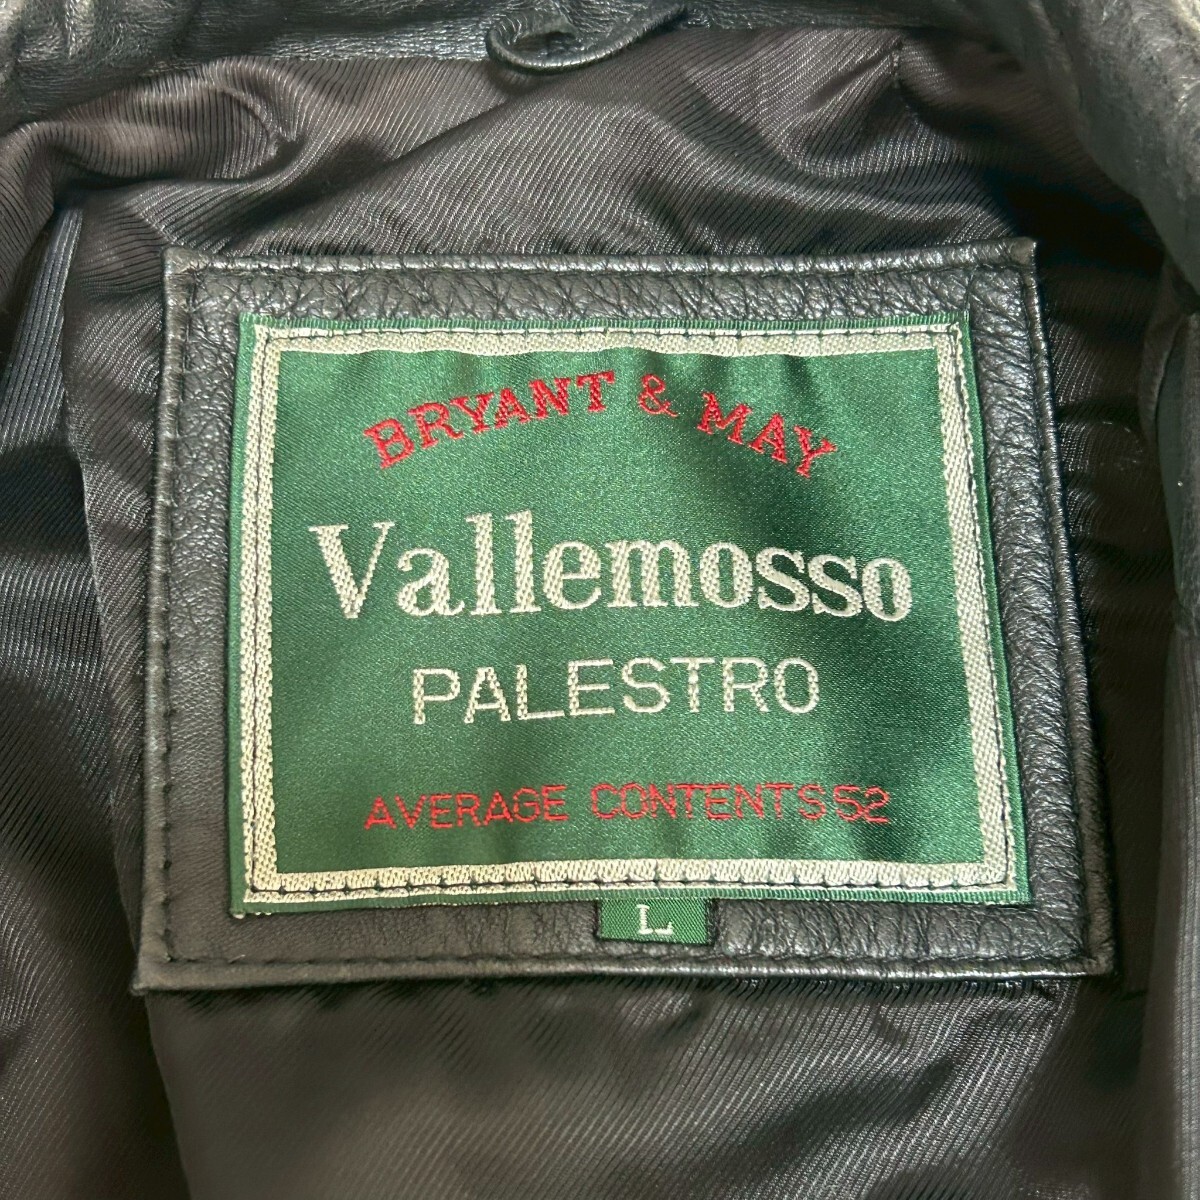 BRYANT & MAY
Vallemosso
PALESTRO
AVERAGE CONTENTS 52
L